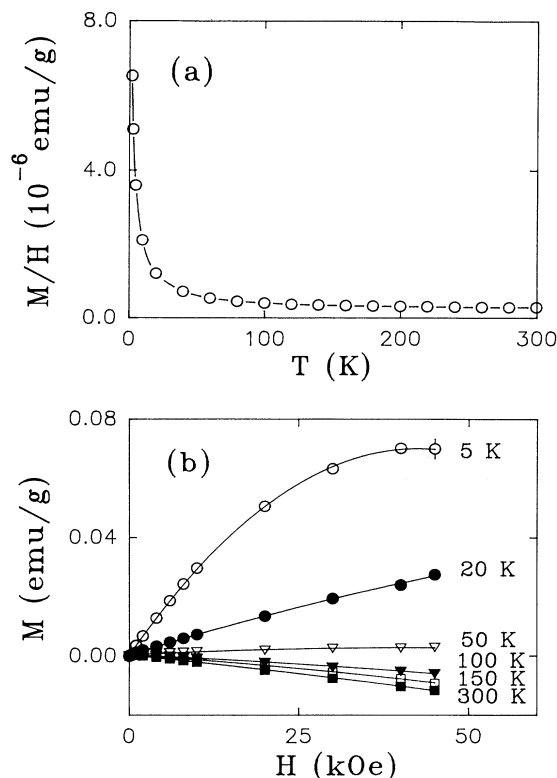 8.0
(a)
4.0
0.0
M/H (10⁻⁶ emu/g)
0 100 200 300
T (K)
0.08
(b)
5 K
0.04
20 K
50 K
0.00
100 K
150 K
300 K
M (emu/g)
0 25 50
H (kOe)